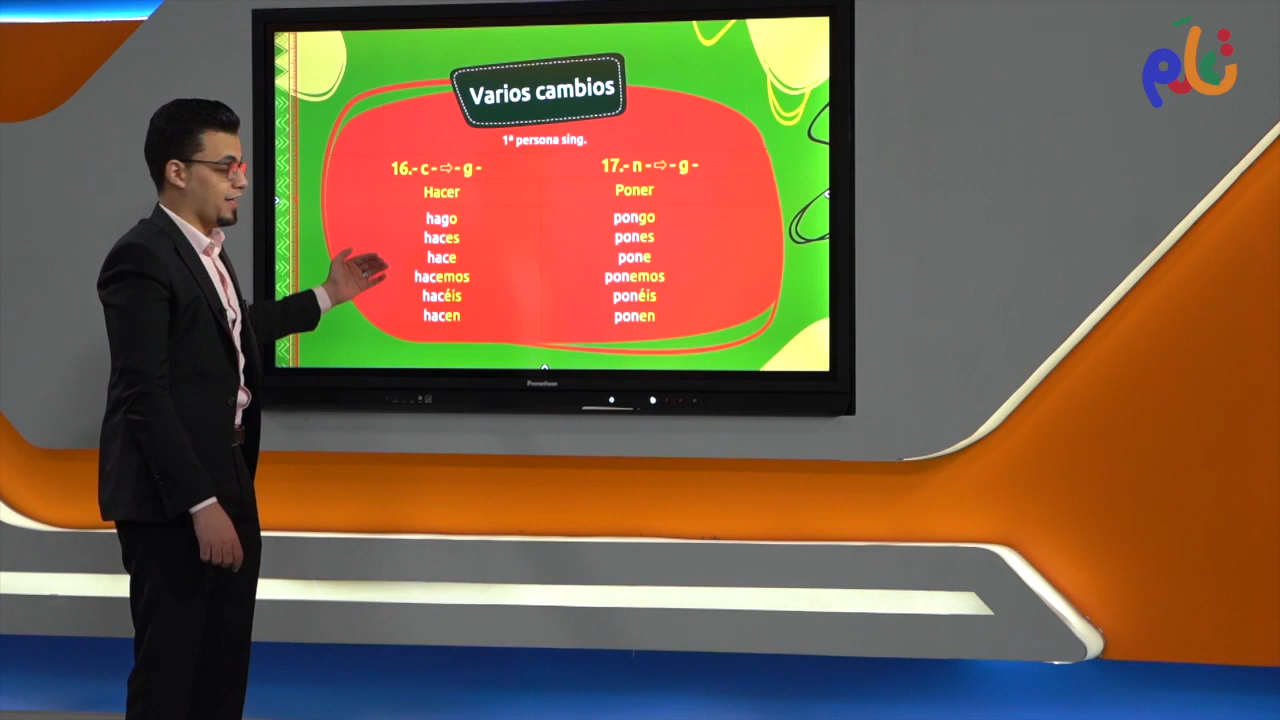 Varios cambios
1ª persona sing.
16.- c - ⇨ - g -
17.- n - ⇨ - g -
Hacer
Poner
hago
pongo
haces
pones
hace
pone
hacemos
ponemos
hacéis
ponéis
hacen
ponen
Promethean